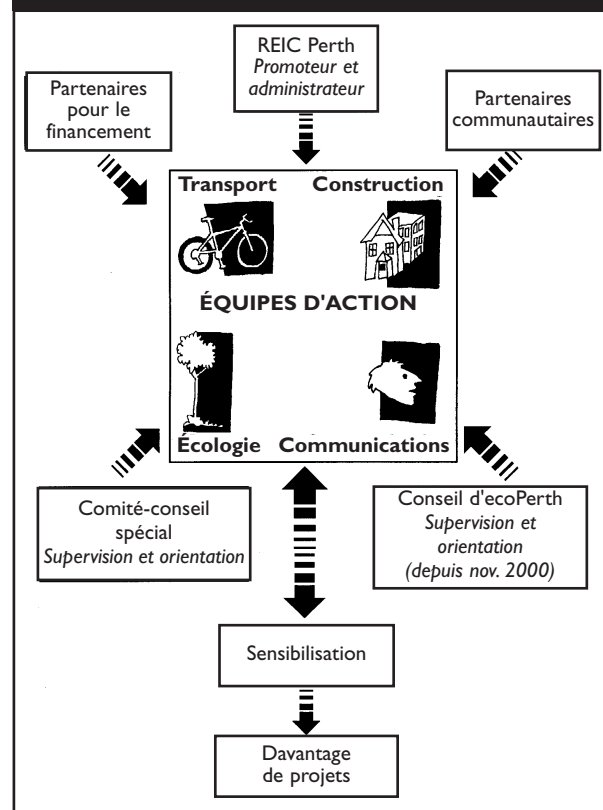 REIC Perth
Promoteur et
administrateur
Partenaires
pour le
financement
Partenaires
communautaires
Transport
Construction
ÉQUIPES D'ACTION
Écologie
Communications
Comité-conseil
spécial
Supervision et orientation
Conseil d'ecoPerth
Supervision et
orientation
(depuis nov. 2000)
Sensibilisation
Davantage
de projets